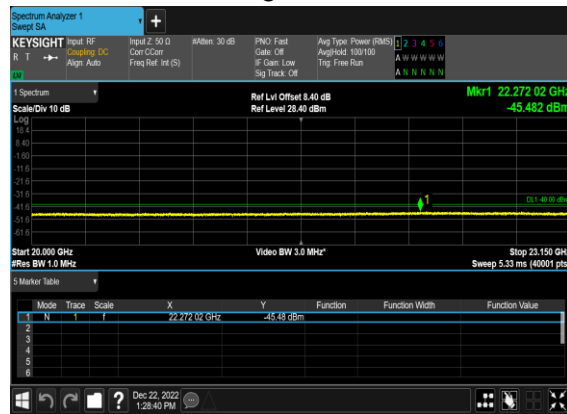 Spectrum Analyzer 1
Swept SA
+
KEYSIGHT Input: RF Input Z: 50 Ω #Atten: 30 dB PNO: Fast Avg Type: Power (RMS) 1 2 3 4 5 6
R T Coupling: DC Corr CCorr Gate: Off Avg|Hold: 100/100 A W W W W W
Align: Auto Freq Ref: Int (S) IF Gain: Low Trig: Free Run
LXI Sig Track: Off A N N N N N
1 Spectrum Ref Lvl Offset 8.40 dB Mkr1 22.272 02 GHz
Scale/Div 10 dB Ref Level 28.40 dBm -45.482 dBm
Log
18.4
8.40
-1.60
-11.6
-21.6
-31.6 1 DL1 -40.00 dBm
-41.6
-51.6
-61.6
Start 20.000 GHz Video BW 3.0 MHz* Stop 23.150 GHz
#Res BW 1.0 MHz Sweep 5.33 ms (40001 pts)
5 Marker Table
Mode Trace Scale X Y Function Function Width Function Value
1 N 1 f 22.272 02 GHz -45.48 dBm
2
3
4
5
6
? Dec 22, 2022
1:28:40 PM